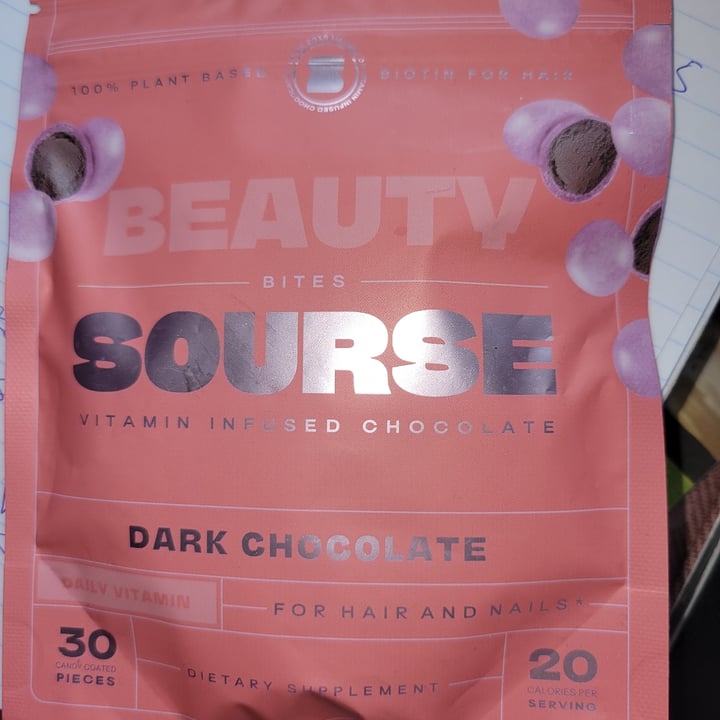 100% PLANT BASED
BIOTIN FOR HAIR
BEAUTY
BITES
SOURSE
VITAMIN INFUSED CHOCOLATE
DARK CHOCOLATE
DAILY VITAMIN
FOR HAIR AND NAILS*
30
CANDY COATED
PIECES
DIETARY SUPPLEMENT
20
CALORIES PER
SERVING